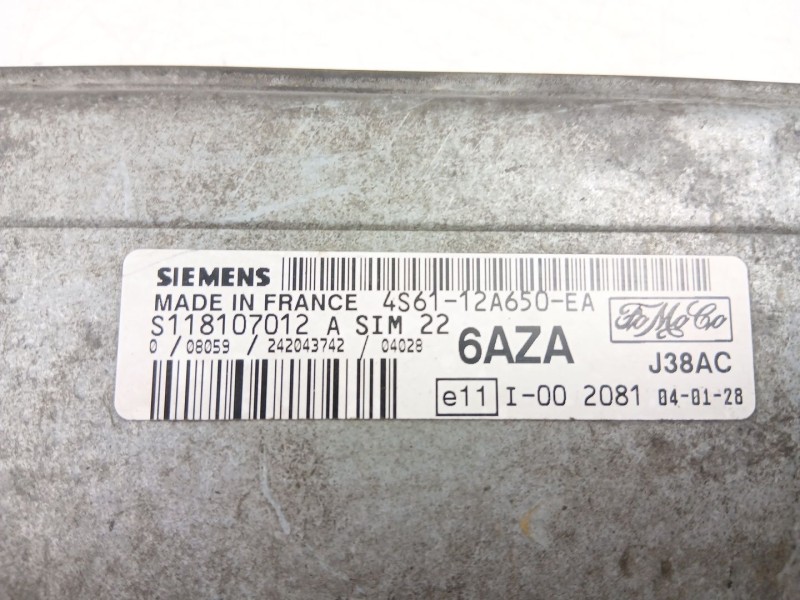 SIEMENS
MADE IN FRANCE 4S61-12A650-EA
S118107012 A SIM 22
0 / 08059 / 242043742 / 04028
6AZA
FoMoCo
J38AC
e11 I-00 2081 04-01-28